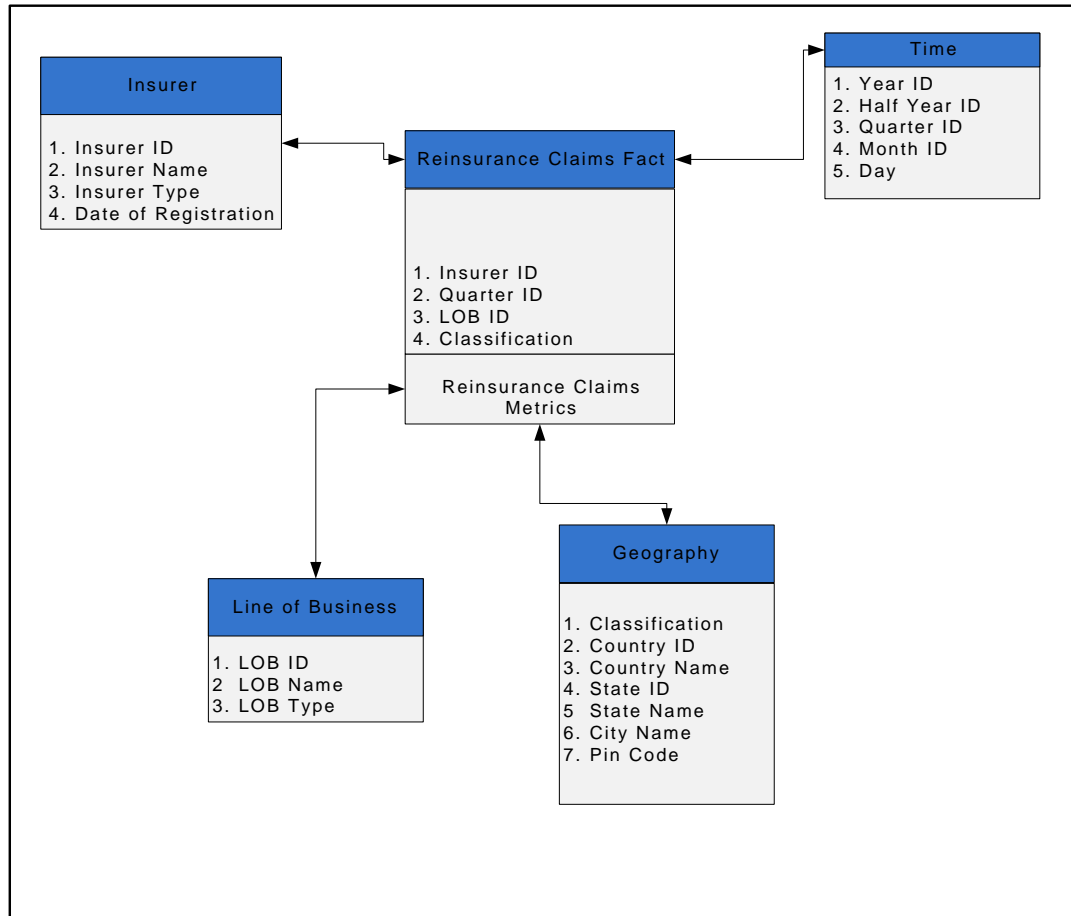 Insurer
1. Insurer ID
2. Insurer Name
3. Insurer Type
4. Date of Registration
Time
1. Year ID
2. Half Year ID
3. Quarter ID
4. Month ID
5. Day
Reinsurance Claims Fact
1. Insurer ID
2. Quarter ID
3. LOB ID
4. Classification
Reinsurance Claims
Metrics
Line of Business
1. LOB ID
2 LOB Name
3. LOB Type
Geography
1. Classification
2. Country ID
3. Country Name
4. State ID
5 State Name
6. City Name
7. Pin Code